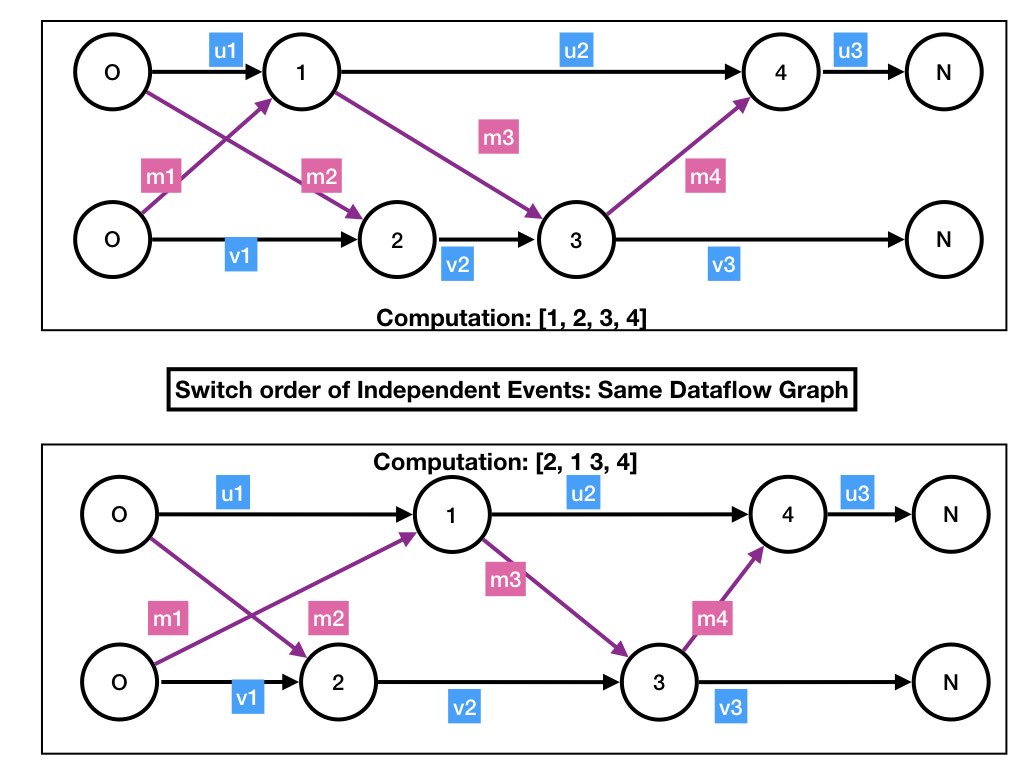 u1 u2 u3
O 1 4 N
m3
m1 m2 m4
O 2 3 N
v1 v2 v3
Computation: [1, 2, 3, 4]
Switch order of Independent Events: Same Dataflow Graph
Computation: [2, 1 3, 4]
u1 u2 u3
O 1 4 N
m3
m1 m2 m4
O 2 3 N
v1 v2 v3